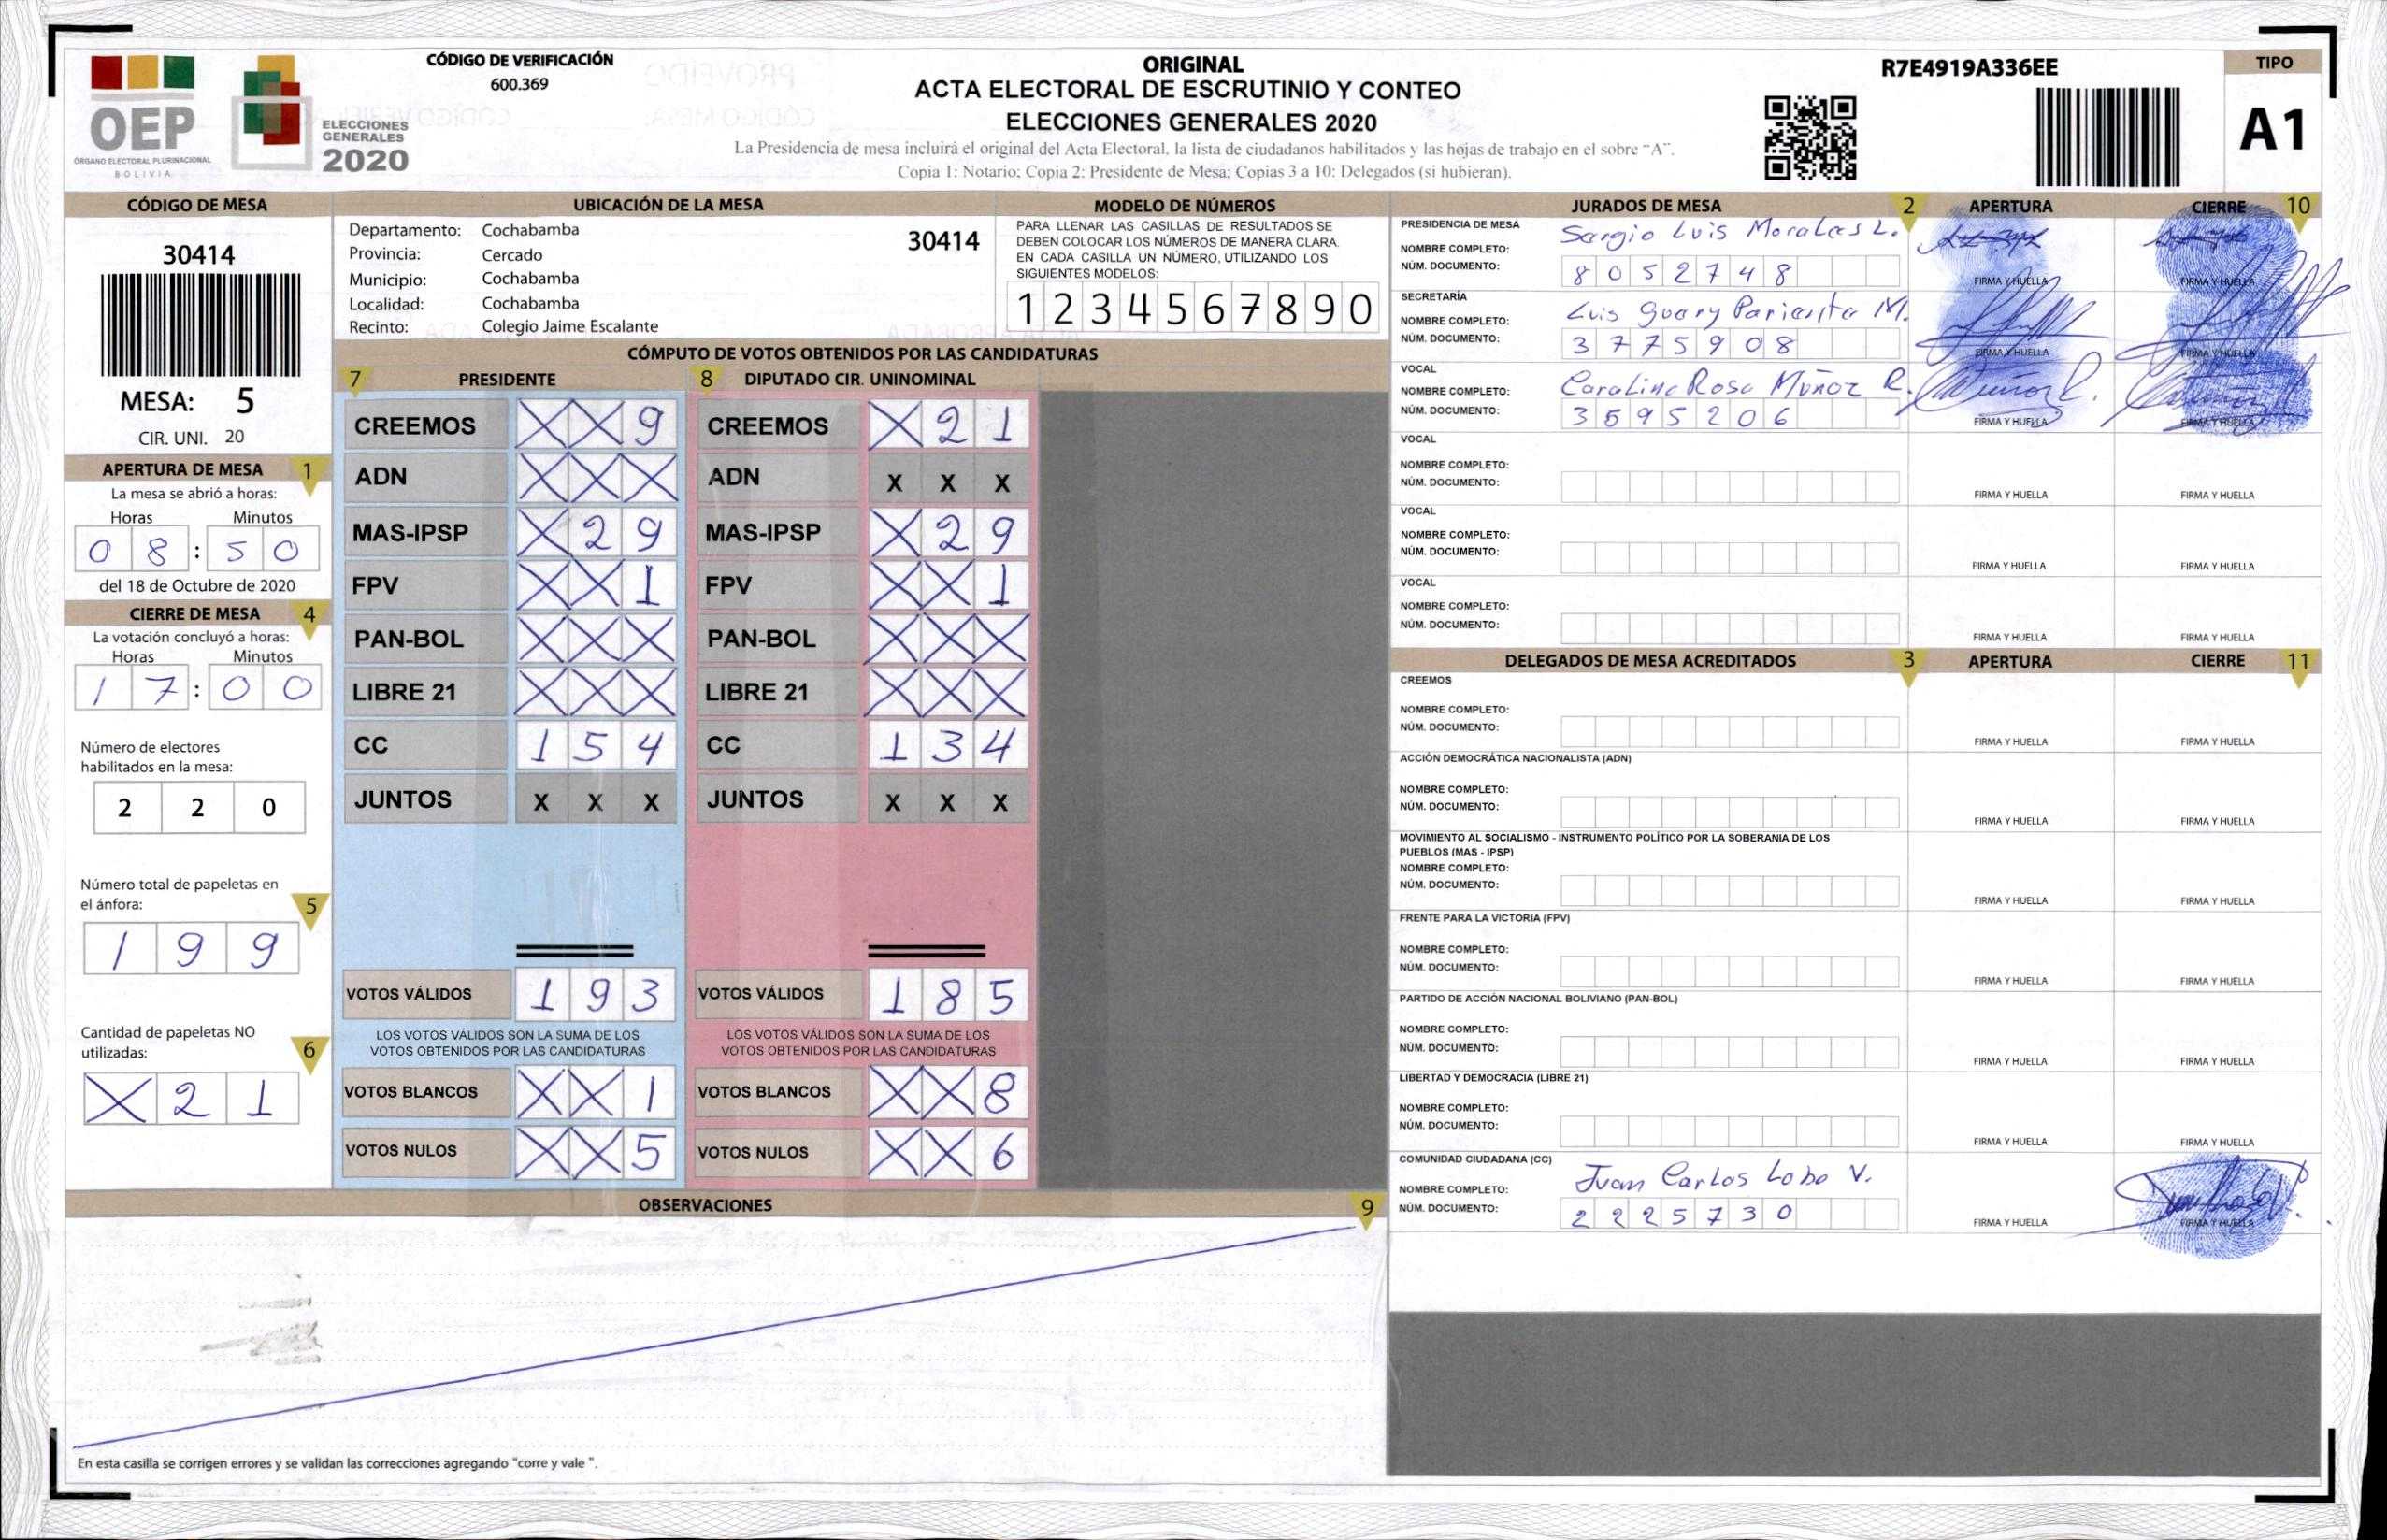 CÓDIGO DE VERIFICACIÓN
600.369
OEP
ÓRGANO ELECTORAL PLURINACIONAL
BOLIVIA
ELECCIONES
GENERALES
2020
ORIGINAL
ACTA ELECTORAL DE ESCRUTINIO Y CONTEO
ELECCIONES GENERALES 2020
La Presidencia de mesa incluirá el original del Acta Electoral, la lista de ciudadanos habilitados y las hojas de trabajo en el sobre “A”.
Copia 1: Notario; Copia 2: Presidente de Mesa; Copias 3 a 10: Delegados (si hubieran).
R7E4919A336EE
TIPO
A1
CÓDIGO DE MESA
30414
MESA: 5
CIR. UNI. 20
APERTURA DE MESA 1
La mesa se abrió a horas:
Horas Minutos
0 8 : 5 0
del 18 de Octubre de 2020
CIERRE DE MESA 4
La votación concluyó a horas:
Horas Minutos
1 7 : 0 0
Número de electores
habilitados en la mesa:
2 2 0
Número total de papeletas en
el ánfora: 5
1 9 9
Cantidad de papeletas NO
utilizadas: 6
X 2 1
UBICACIÓN DE LA MESA
Departamento: Cochabamba 30414
Provincia: Cercado
Municipio: Cochabamba
Localidad: Cochabamba
Recinto: Colegio Jaime Escalante
MODELO DE NÚMEROS
PARA LLENAR LAS CASILLAS DE RESULTADOS SE
DEBEN COLOCAR LOS NÚMEROS DE MANERA CLARA.
EN CADA CASILLA UN NÚMERO, UTILIZANDO LOS
SIGUIENTES MODELOS:
1 2 3 4 5 6 7 8 9 0
CÓMPUTO DE VOTOS OBTENIDOS POR LAS CANDIDATURAS
7 PRESIDENTE 8 DIPUTADO CIR. UNINOMINAL
CREEMOS X X 9 CREEMOS X 2 1
ADN X X X ADN X X X
MAS-IPSP X 2 9 MAS-IPSP X 2 9
FPV X X 1 FPV X X 1
PAN-BOL X X X PAN-BOL X X X
LIBRE 21 X X X LIBRE 21 X X X
CC 1 5 4 CC 1 3 4
JUNTOS X X X JUNTOS X X X
VOTOS VÁLIDOS 1 9 3 VOTOS VÁLIDOS 1 8 5
LOS VOTOS VÁLIDOS SON LA SUMA DE LOS LOS VOTOS VÁLIDOS SON LA SUMA DE LOS
VOTOS OBTENIDOS POR LAS CANDIDATURAS VOTOS OBTENIDOS POR LAS CANDIDATURAS
VOTOS BLANCOS X X 1 VOTOS BLANCOS X X 8
VOTOS NULOS X X 5 VOTOS NULOS X X 6
OBSERVACIONES 9
En esta casilla se corrigen errores y se validan las correcciones agregando "corre y vale ".
JURADOS DE MESA 2 APERTURA CIERRE 10
PRESIDENCIA DE MESA
NOMBRE COMPLETO: Sergio Luis Morales L.
NÚM. DOCUMENTO: 8 0 5 2 7 4 8
FIRMA Y HUELLA FIRMA Y HUELLA
SECRETARÍA
NOMBRE COMPLETO: Luis Guary Pariente M.
NÚM. DOCUMENTO: 3 7 7 5 9 0 8
FIRMA Y HUELLA FIRMA Y HUELLA
VOCAL
NOMBRE COMPLETO: Carolina Rosa Muñoz R.
NÚM. DOCUMENTO: 3 5 9 5 2 0 6
FIRMA Y HUELLA FIRMA Y HUELLA
VOCAL
NOMBRE COMPLETO:
NÚM. DOCUMENTO:
FIRMA Y HUELLA FIRMA Y HUELLA
VOCAL
NOMBRE COMPLETO:
NÚM. DOCUMENTO:
FIRMA Y HUELLA FIRMA Y HUELLA
VOCAL
NOMBRE COMPLETO:
NÚM. DOCUMENTO:
FIRMA Y HUELLA FIRMA Y HUELLA
DELEGADOS DE MESA ACREDITADOS 3 APERTURA CIERRE 11
CREEMOS
NOMBRE COMPLETO:
NÚM. DOCUMENTO:
FIRMA Y HUELLA FIRMA Y HUELLA
ACCIÓN DEMOCRÁTICA NACIONALISTA (ADN)
NOMBRE COMPLETO:
NÚM. DOCUMENTO:
FIRMA Y HUELLA FIRMA Y HUELLA
MOVIMIENTO AL SOCIALISMO - INSTRUMENTO POLÍTICO POR LA SOBERANIA DE LOS
PUEBLOS (MAS - IPSP)
NOMBRE COMPLETO:
NÚM. DOCUMENTO:
FIRMA Y HUELLA FIRMA Y HUELLA
FRENTE PARA LA VICTORIA (FPV)
NOMBRE COMPLETO:
NÚM. DOCUMENTO:
FIRMA Y HUELLA FIRMA Y HUELLA
PARTIDO DE ACCIÓN NACIONAL BOLIVIANO (PAN-BOL)
NOMBRE COMPLETO:
NÚM. DOCUMENTO:
FIRMA Y HUELLA FIRMA Y HUELLA
LIBERTAD Y DEMOCRACIA (LIBRE 21)
NOMBRE COMPLETO:
NÚM. DOCUMENTO:
FIRMA Y HUELLA FIRMA Y HUELLA
COMUNIDAD CIUDADANA (CC)
NOMBRE COMPLETO: Juan Carlos Lobo V.
NÚM. DOCUMENTO: 2 2 2 5 7 3 0
FIRMA Y HUELLA FIRMA Y HUELLA